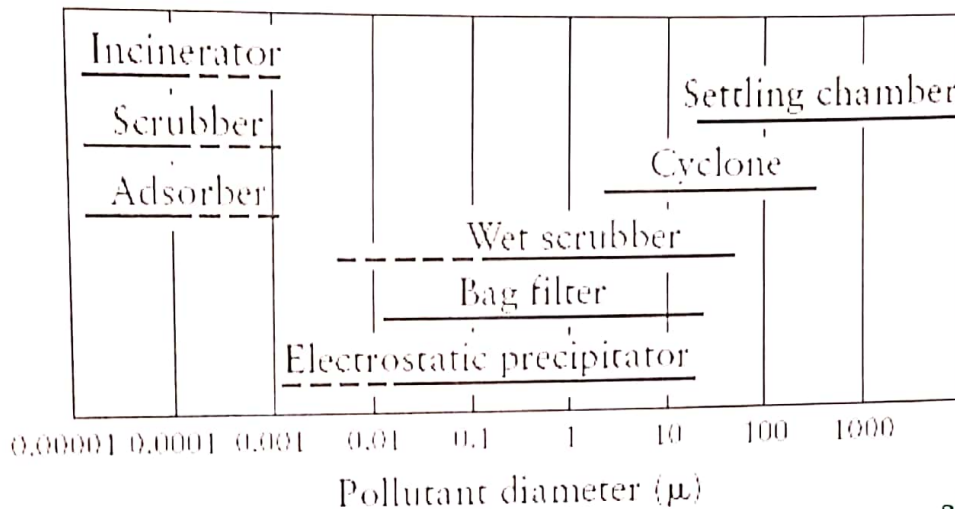 Incinerator
Settling chamber
Scrubber
Cyclone
Adsorber
Wet scrubber
Bag filter
Electrostatic precipitator
0.00001 0.0001 0.001 0.01 0.1 1 10 100 1000
Pollutant diameter (μ)